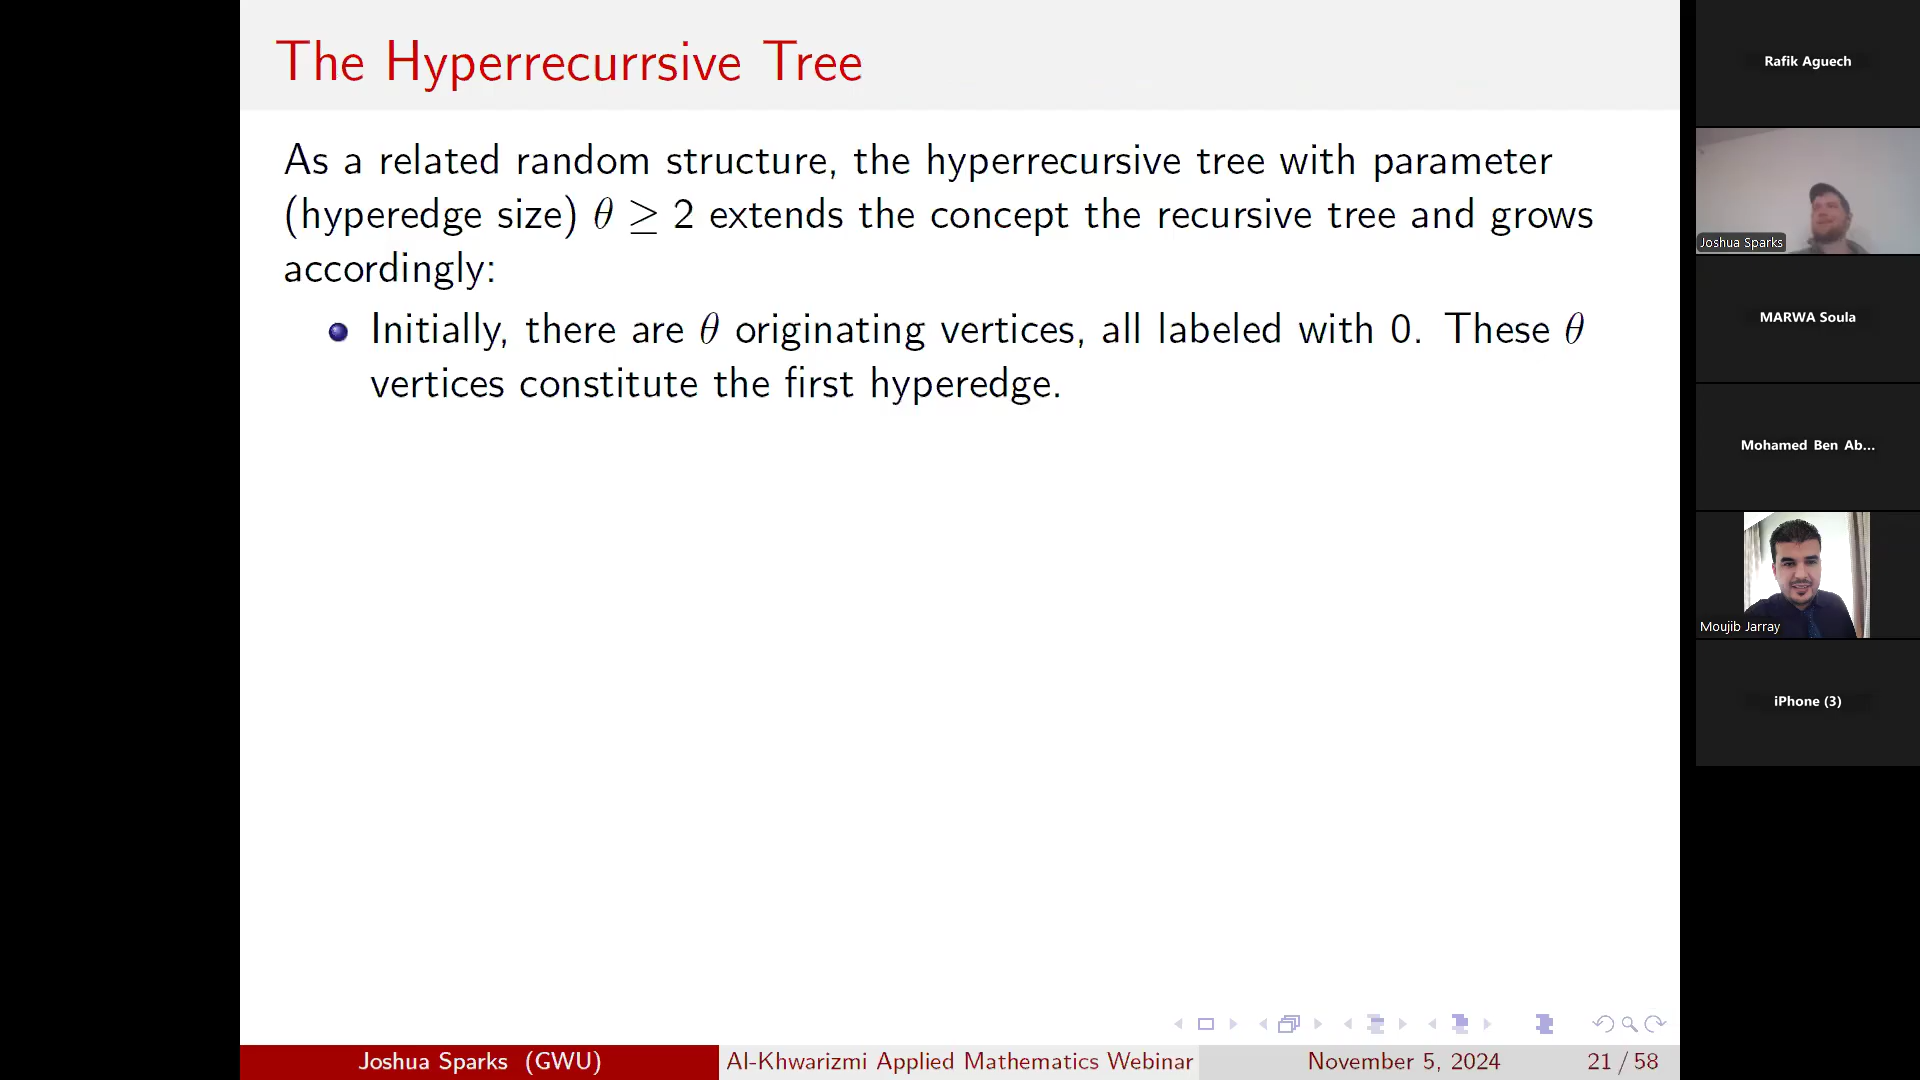 The Hyperrecurrsive Tree
As a related random structure, the hyperrecursive tree with parameter
(hyperedge size) θ ≥ 2 extends the concept the recursive tree and grows
accordingly:
Initially, there are θ originating vertices, all labeled with 0. These θ
vertices constitute the first hyperedge.
Joshua Sparks (GWU)
Al-Khwarizmi Applied Mathematics Webinar
November 5, 2024
21 / 58
Rafik Aguech
Joshua Sparks
MARWA Soula
Mohamed Ben Ab...
Moujib Jarray
iPhone (3)